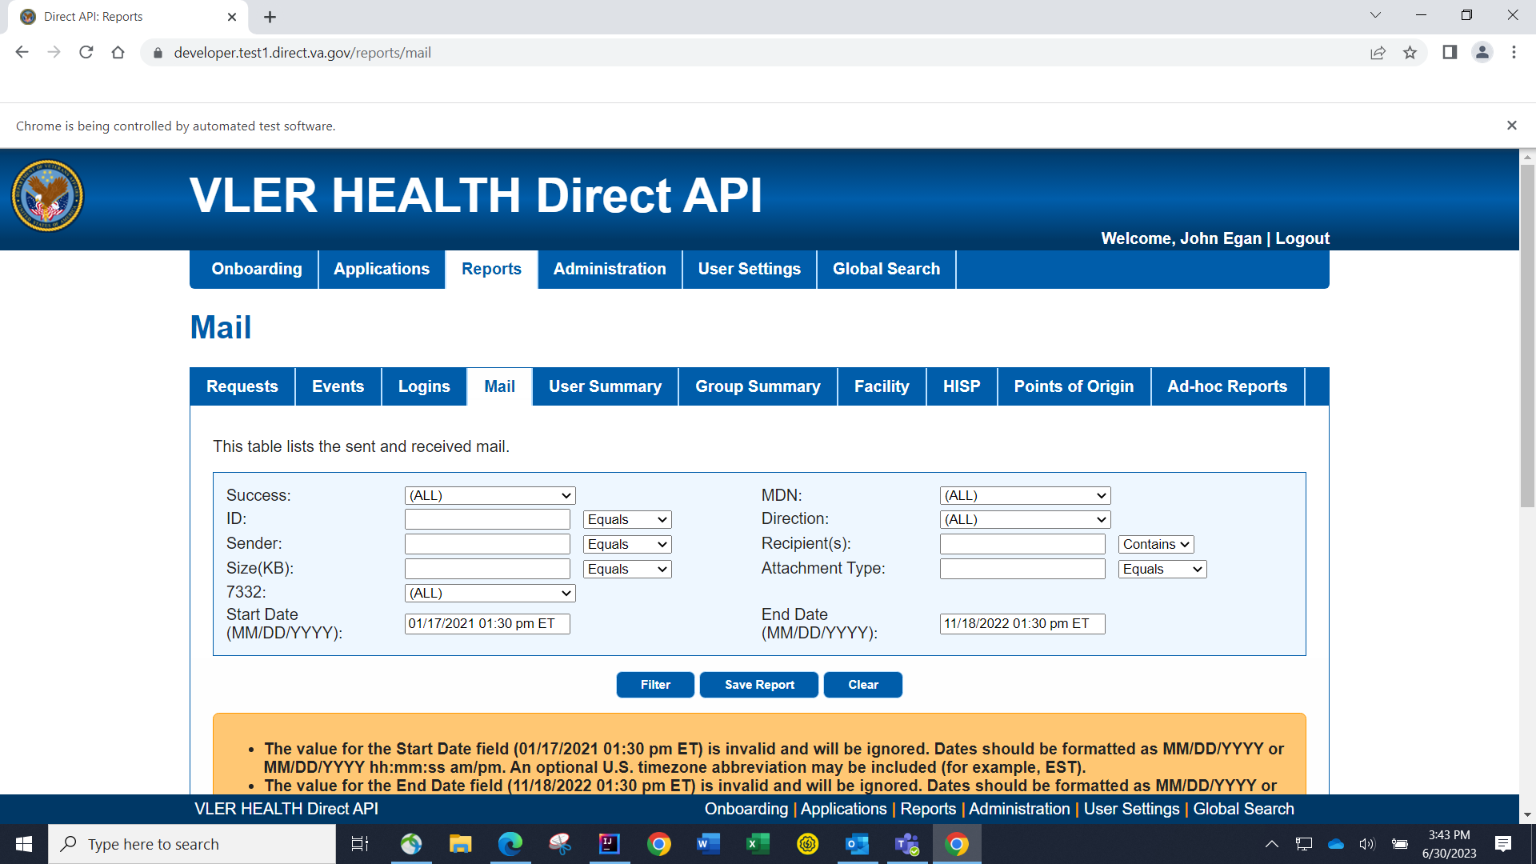 Direct API: Reports
developer.test1.direct.va.gov/reports/mail
Chrome is being controlled by automated test software.
VLER HEALTH Direct API
Welcome, John Egan | Logout
Onboarding Applications Reports Administration User Settings Global Search
Mail
Requests Events Logins Mail User Summary Group Summary Facility HISP Points of Origin Ad-hoc Reports
This table lists the sent and received mail.
Success: (ALL) MDN: (ALL)
ID: Equals Direction: (ALL)
Sender: Equals Recipient(s): Contains
Size(KB): Equals Attachment Type: Equals
7332: (ALL)
Start Date (MM/DD/YYYY): 01/17/2021 01:30 pm ET End Date (MM/DD/YYYY): 11/18/2022 01:30 pm ET
Filter Save Report Clear
• The value for the Start Date field (01/17/2021 01:30 pm ET) is invalid and will be ignored. Dates should be formatted as MM/DD/YYYY or
MM/DD/YYYY hh:mm:ss am/pm. An optional U.S. timezone abbreviation may be included (for example, EST).
• The value for the End Date field (11/18/2022 01:30 pm ET) is invalid and will be ignored. Dates should be formatted as MM/DD/YYYY or
VLER HEALTH Direct API Onboarding | Applications | Reports | Administration | User Settings | Global Search
Type here to search
3:43 PM
6/30/2023